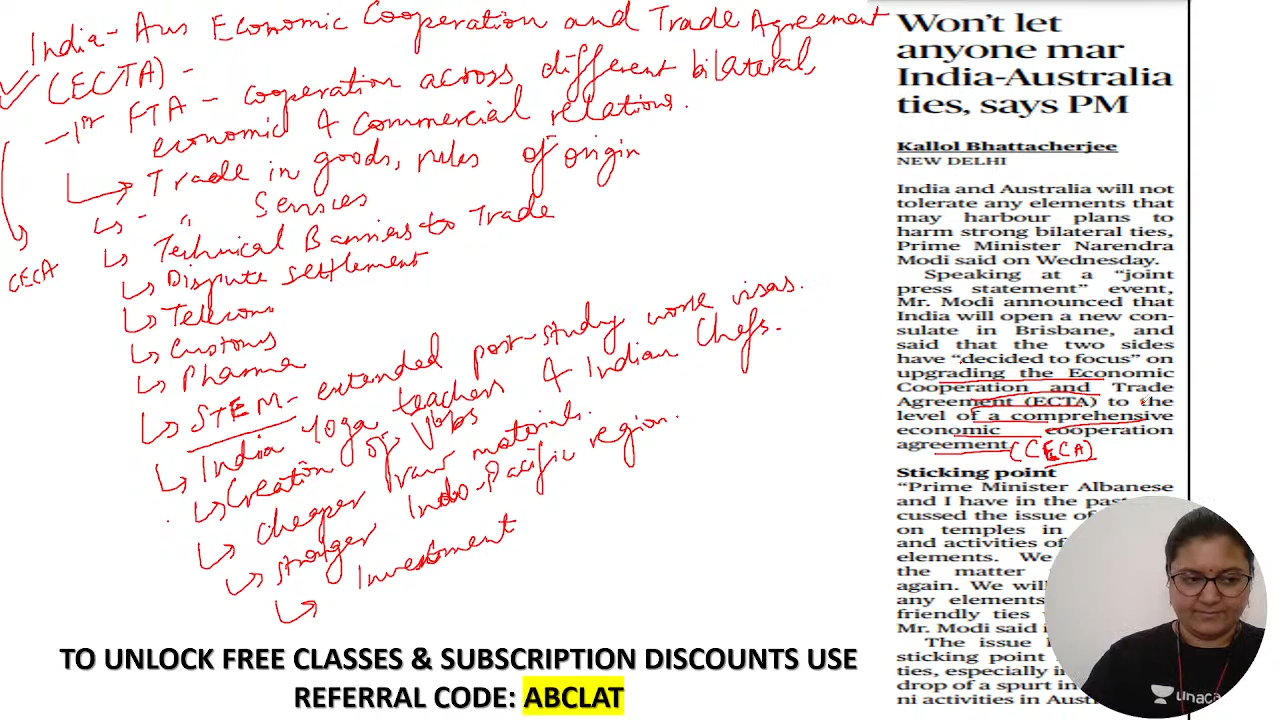 India-Aus Economic Cooperation and Trade Agreement
(ECTA) -
- 1st FTA - cooperation across different bilateral,
economic & commercial relations.
Trade in goods, rules of origin
- " Services
Technical Barriers to Trade
Dispute settlement
Telecom
Customs
Pharma
STEM - extended post-study work visas.
India Yoga teachers & Indian Chefs.
Creation of Jobs
Cheaper raw materials.
Stronger Indo-Pacific region.
Investment
CECA
Won't let
anyone mar
India-Australia
ties, says PM
Kallol Bhattacherjee
NEW DELHI
India and Australia will not
tolerate any elements that
may harbour plans to
harm strong bilateral ties,
Prime Minister Narendra
Modi said on Wednesday.
Speaking at a "joint
press statement" event,
Mr. Modi announced that
India will open a new con-
sulate in Brisbane, and
said that the two sides
have "decided to focus" on
upgrading the Economic
Cooperation and Trade
Agreement (ECTA) to the
level of a comprehensive
economic cooperation
agreement (CECA)
Sticking point
"Prime Minister Albanese
and I have in the past
cussed the issue of
on temples in
and activities of
elements. We
the matter
again. We will
any elements
friendly ties
Mr. Modi said
The issue
sticking point
ties, especially
drop of a spurt in
ni activities in
TO UNLOCK FREE CLASSES & SUBSCRIPTION DISCOUNTS USE
REFERRAL CODE: ABCLAT